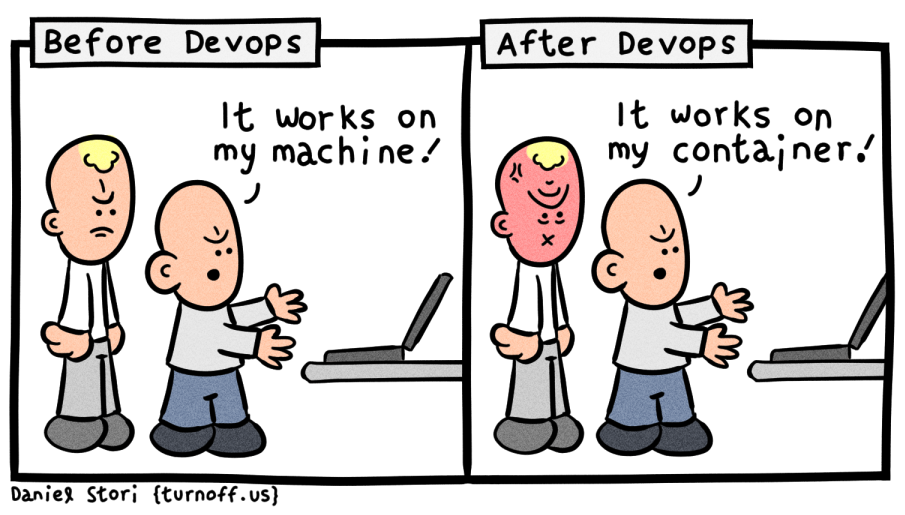 Before Devops
It works on
my machine!
After Devops
It works on
my container!
Daniel Stori {turnoff.us}